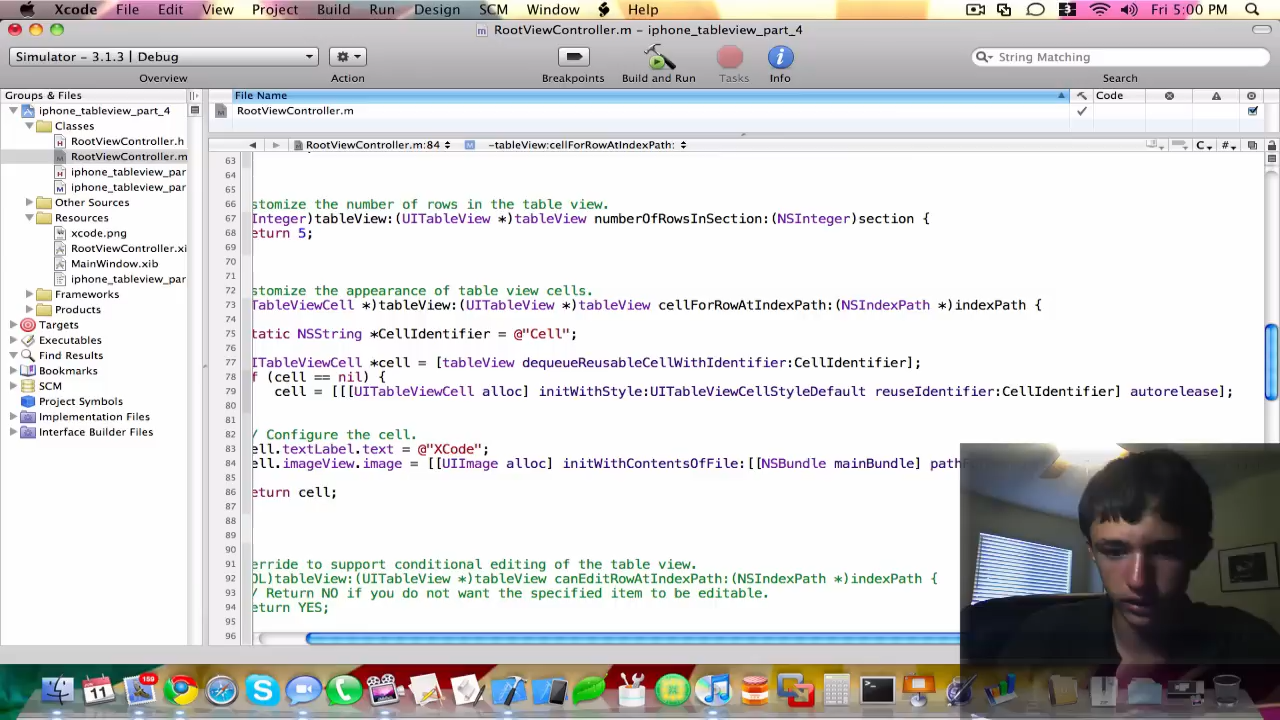 Xcode File Edit View Project Build Run Design SCM Window Help Fri 5:00 PM
RootViewController.m - iphone_tableview_part_4
Simulator - 3.1.3 | Debug
String Matching
Overview Action Breakpoints Build and Run Tasks Info Search
Groups & Files
File Name Code
iphone_tableview_part_4
RootViewController.m
Classes
RootViewController.h
RootViewController.m
iphone_tableview_par
iphone_tableview_par
Other Sources
Resources
xcode.png
RootViewController.xi
MainWindow.xib
iphone_tableview_par
Frameworks
Products
Targets
Executables
Find Results
Bookmarks
SCM
Project Symbols
Implementation Files
Interface Builder Files
RootViewController.m:84 -tableView:cellForRowAtIndexPath: C #
63
64
65
66 stomize the number of rows in the table view.
67 Integer)tableView:(UITableView *)tableView numberOfRowsInSection:(NSInteger)section {
68 eturn 5;
69
70
71
72 stomize the appearance of table view cells.
73 TableViewCell *)tableView:(UITableView *)tableView cellForRowAtIndexPath:(NSIndexPath *)indexPath {
74
75 tatic NSString *CellIdentifier = @"Cell";
76
77 ITableViewCell *cell = [tableView dequeueReusableCellWithIdentifier:CellIdentifier];
78 f (cell == nil) {
79 cell = [[[UITableViewCell alloc] initWithStyle:UITableViewCellStyleDefault reuseIdentifier:CellIdentifier] autorelease];
80
81
82 / Configure the cell.
83 ell.textLabel.text = @"XCode";
84 ell.imageView.image = [[UIImage alloc] initWithContentsOfFile:[[NSBundle mainBundle]
85
86 eturn cell;
87
88
89
90
91 erride to support conditional editing of the table view.
92 OL)tableView:(UITableView *)tableView canEditRowAtIndexPath:(NSIndexPath *)indexPath {
93 / Return NO if you do not want the specified item to be editable.
94 eturn YES;
95
96
11
159